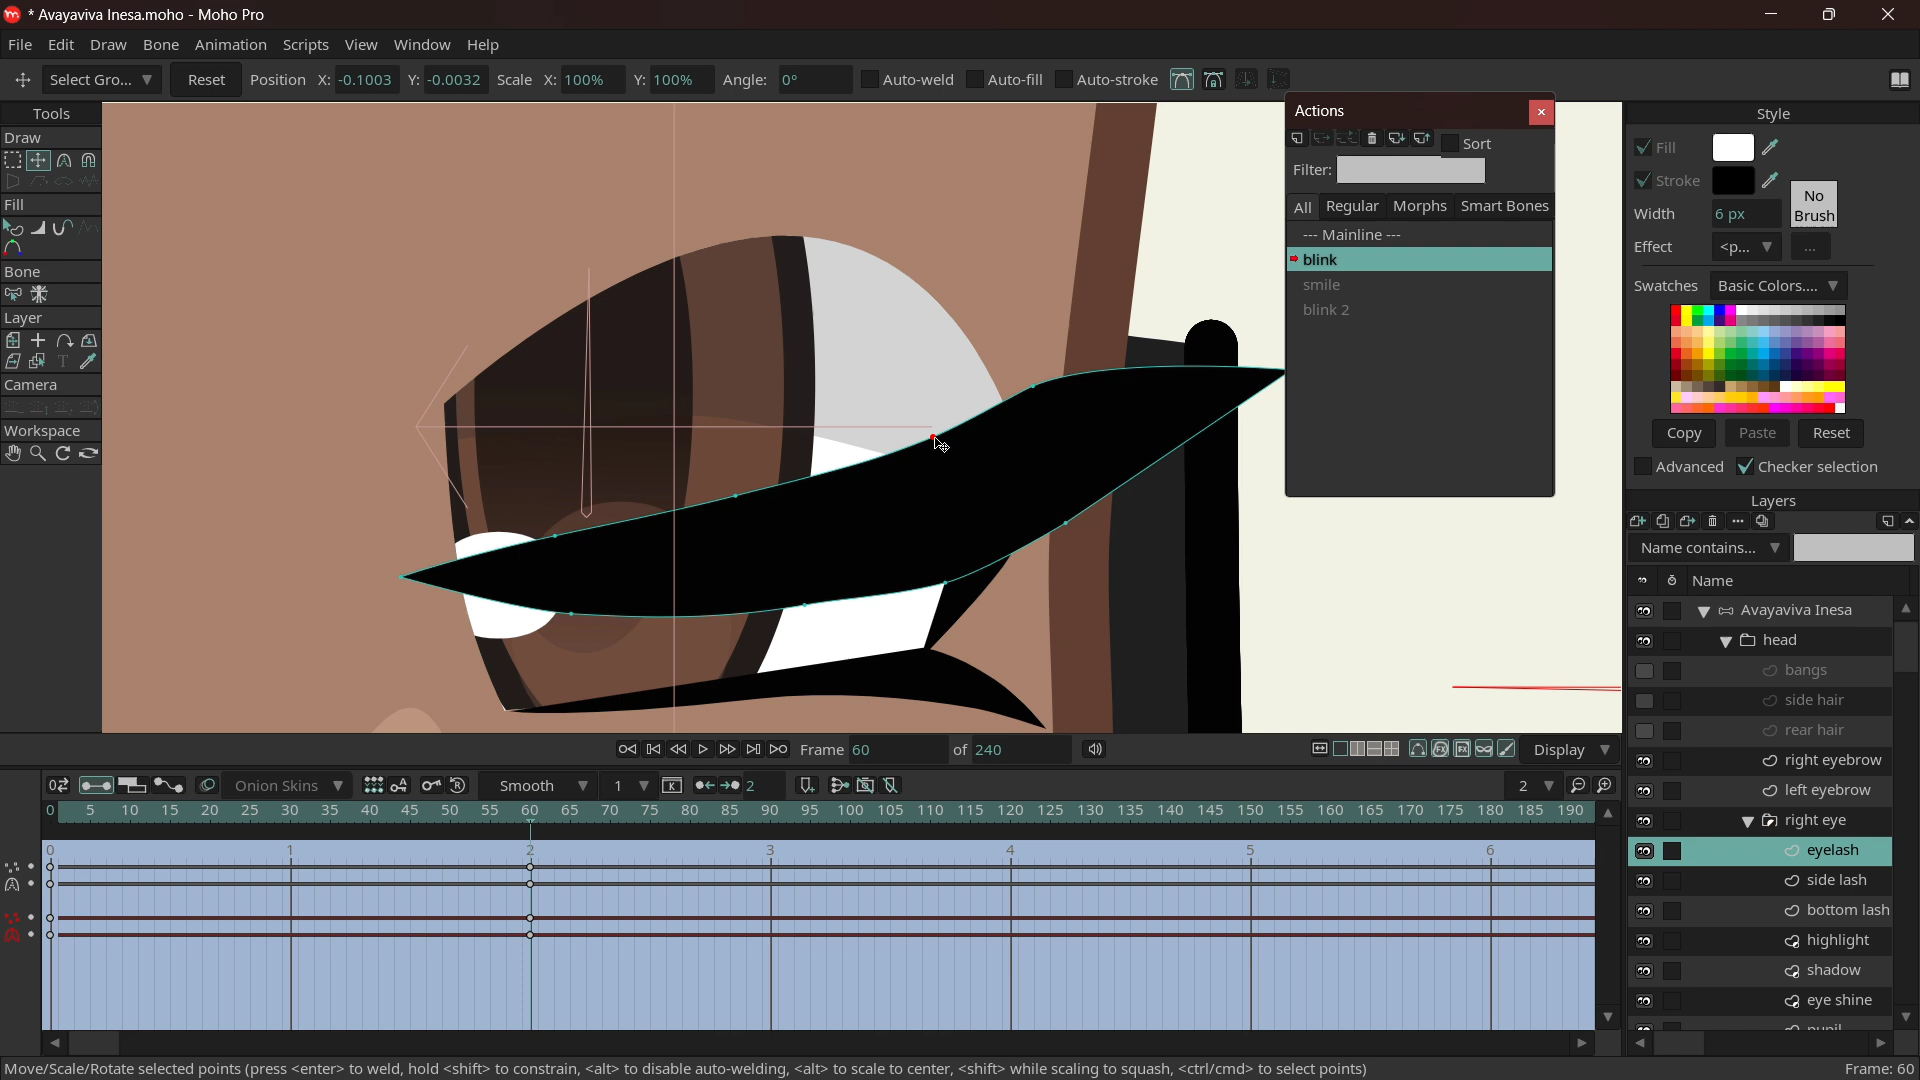 * Avayaviva Inesa.moho - Moho Pro
File Edit Draw Bone Animation Scripts View Window Help
Select Gro... Reset Position X: -0.1003 Y: -0.0032 Scale X: 100% Y: 100% Angle: 0° Auto-weld Auto-fill Auto-stroke
Tools
Draw
Fill
Bone
Layer
Camera
Workspace
Actions
Sort
Filter:
All Regular Morphs Smart Bones
--- Mainline ---
blink
smile
blink 2
Style
Fill
Stroke
No Brush
Width 6 px
Effect <p... ...
Swatches Basic Colors....
Copy Paste Reset
Advanced Checker selection
Layers
Name contains...
Name
Avayaviva Inesa
head
bangs
side hair
rear hair
right eyebrow
left eyebrow
right eye
eyelash
side lash
bottom lash
highlight
shadow
eye shine
pupil
Frame 60 of 240 Display
Onion Skins Smooth 1 2 2
0 5 10 15 20 25 30 35 40 45 50 55 60 65 70 75 80 85 90 95 100 105 110 115 120 125 130 135 140 145 150 155 160 165 170 175 180 185 190
0 1 2 3 4 5 6
Move/Scale/Rotate selected points (press <enter> to weld, hold <shift> to constrain, <alt> to disable auto-welding, <alt> to scale to center, <shift> while scaling to squash, <ctrl/cmd> to select points) Frame: 60